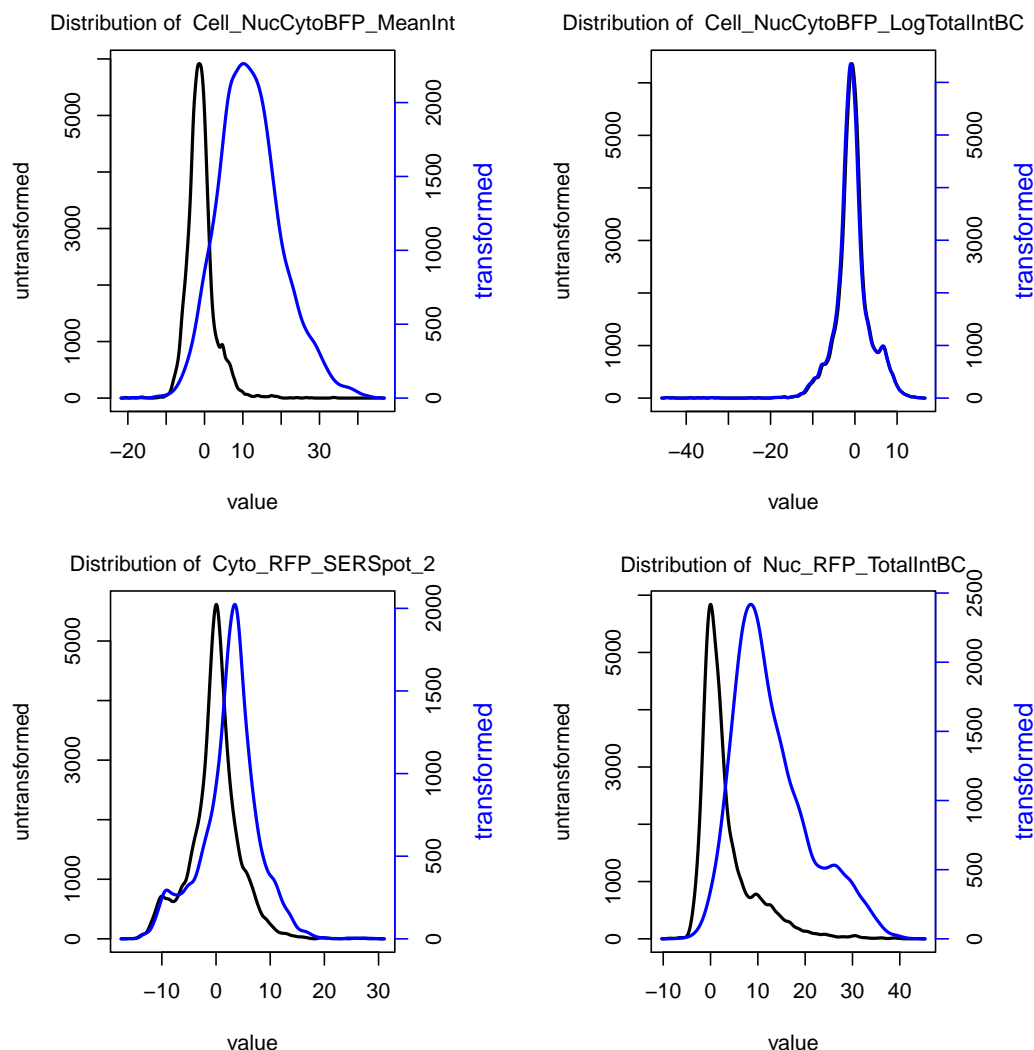 Distribution of Cell_NucCytoBFP_MeanInt
untransformed
0 1000 3000 5000
0 500 1000 1500 2000
transformed
−20 0 10 30
value
Distribution of Cell_NucCytoBFP_LogTotalIntBC
untransformed
0 1000 3000 5000
0 1000 3000 5000
transformed
−40 −20 0 10
value
Distribution of Cyto_RFP_SERSpot_2
untransformed
0 1000 3000 5000
0 500 1000 1500 2000
transformed
−10 0 10 20 30
value
Distribution of Nuc_RFP_TotalIntBC
untransformed
0 1000 3000 5000
0 500 1000 1500 2000 2500
transformed
−10 0 10 20 30 40
value